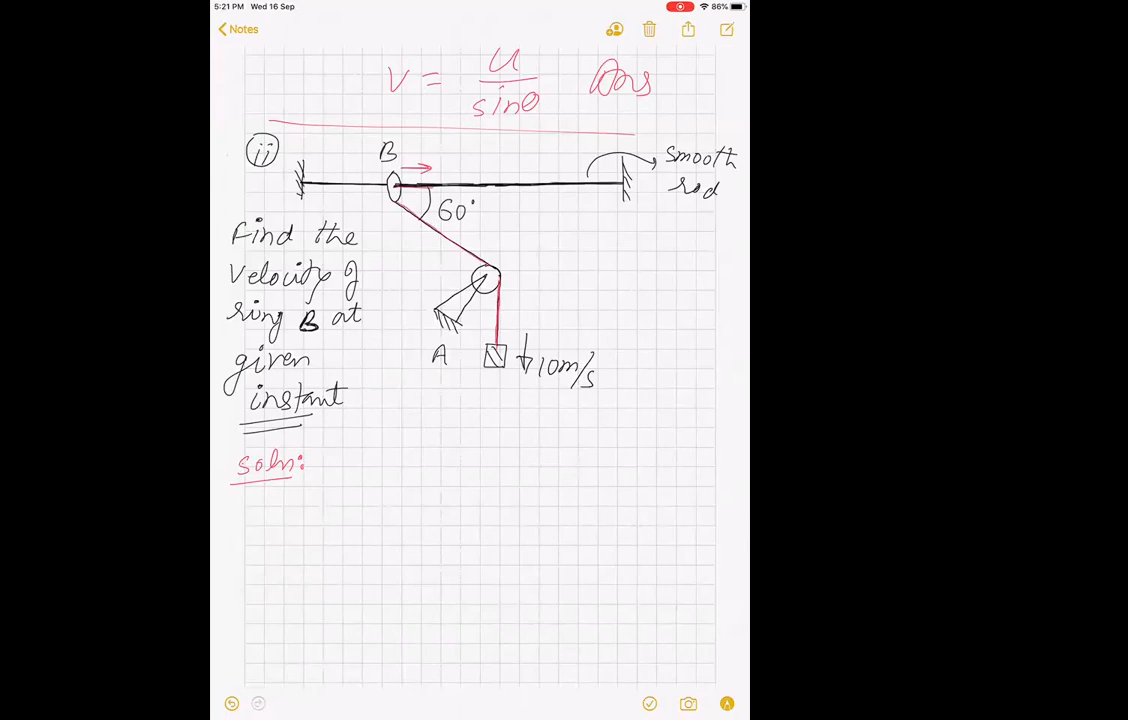 5:21 PM Wed 16 Sep
86%
Notes
V = u / sinθ Ans
ii
B
smooth
rod
60°
Find the
velocity of
ring B at
given
instant
A
10m/s
soln: